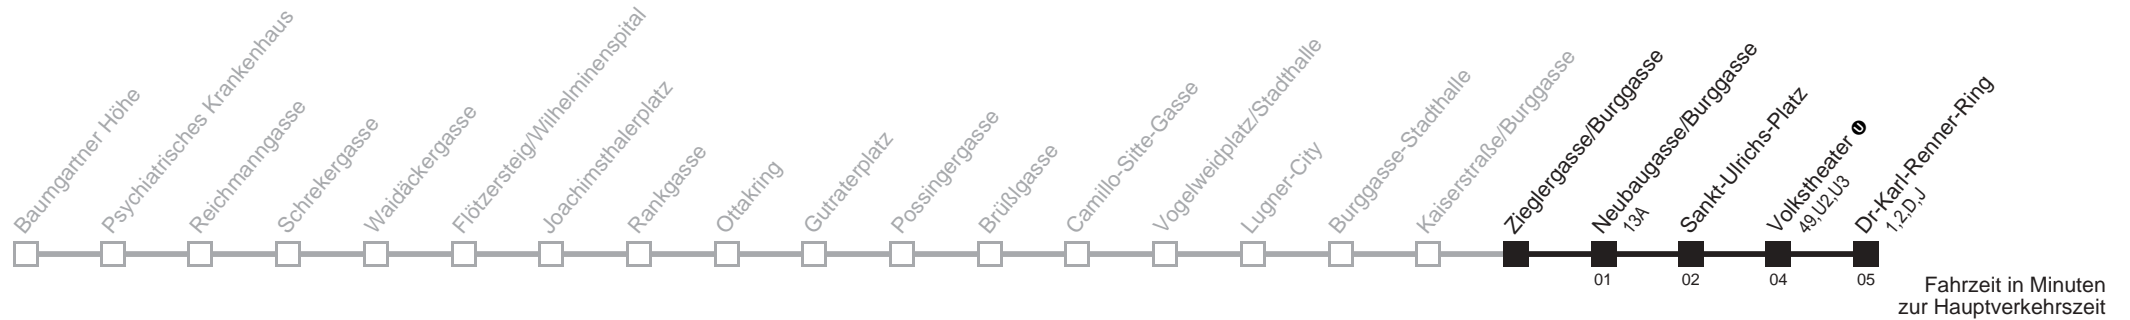 Baumgartner Höhe
Psychiatrisches Krankenhaus
Reichmanngasse
Schrekergasse
Waidäckergasse
Flötzersteig/Wilhelminenspital
Joachimsthalerplatz
Rankgasse
Ottakring
Gutraterplatz
Possingergasse
Brüßlgasse
Camillo-Sitte-Gasse
Vogelweidplatz/Stadthalle
Lugner-City
Burggasse-Stadthalle
Kaiserstraße/Burggasse
Zieglergasse/Burggasse
Neubaugasse/Burggasse
13A
Sankt-Ulrichs-Platz
Volkstheater U
49,U2,U3
Dr-Karl-Renner-Ring
1,2,D,J
01 02 04 05
Fahrzeit in Minuten
zur Hauptverkehrszeit